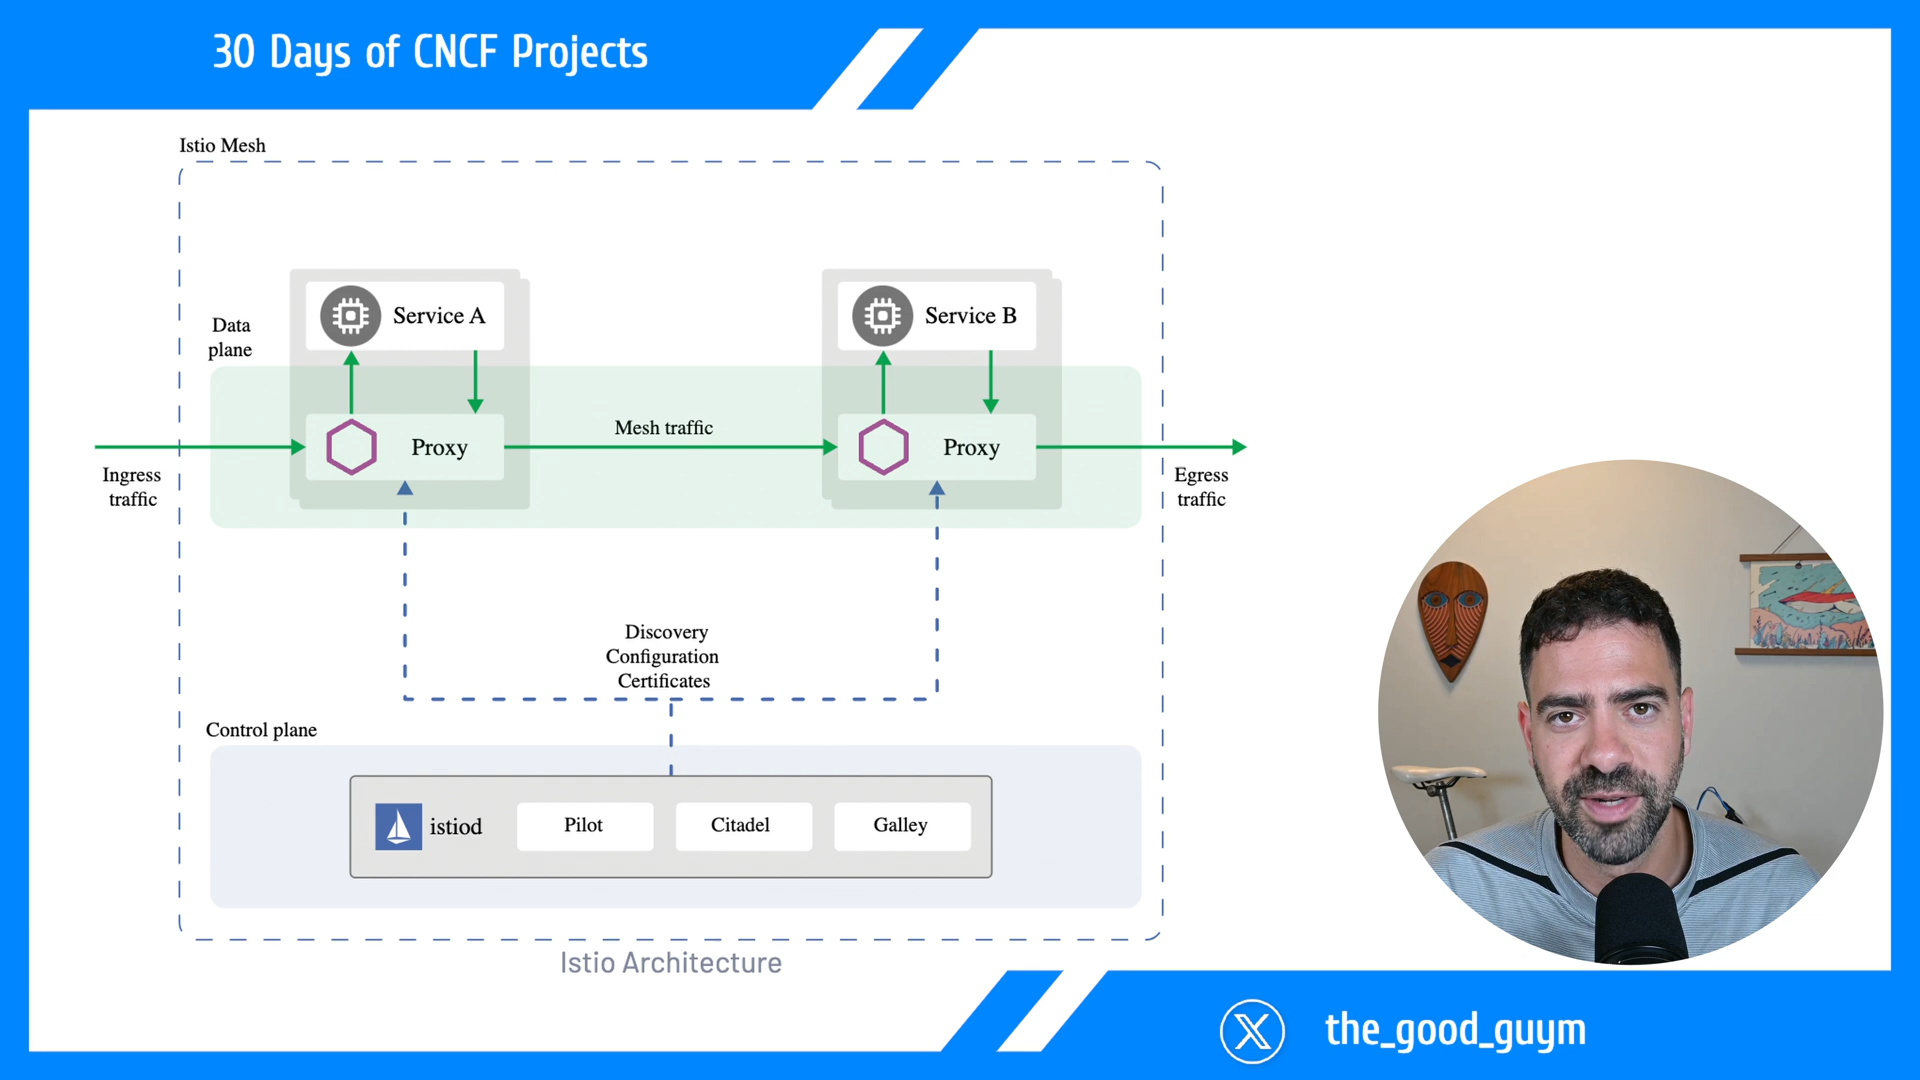 30 Days of CNCF Projects
Istio Mesh
Service A
Service B
Data
plane
Proxy
Mesh traffic
Proxy
Ingress
traffic
Egress
traffic
Discovery
Configuration
Certificates
Control plane
istiod
Pilot
Citadel
Galley
Istio Architecture
the_good_guym